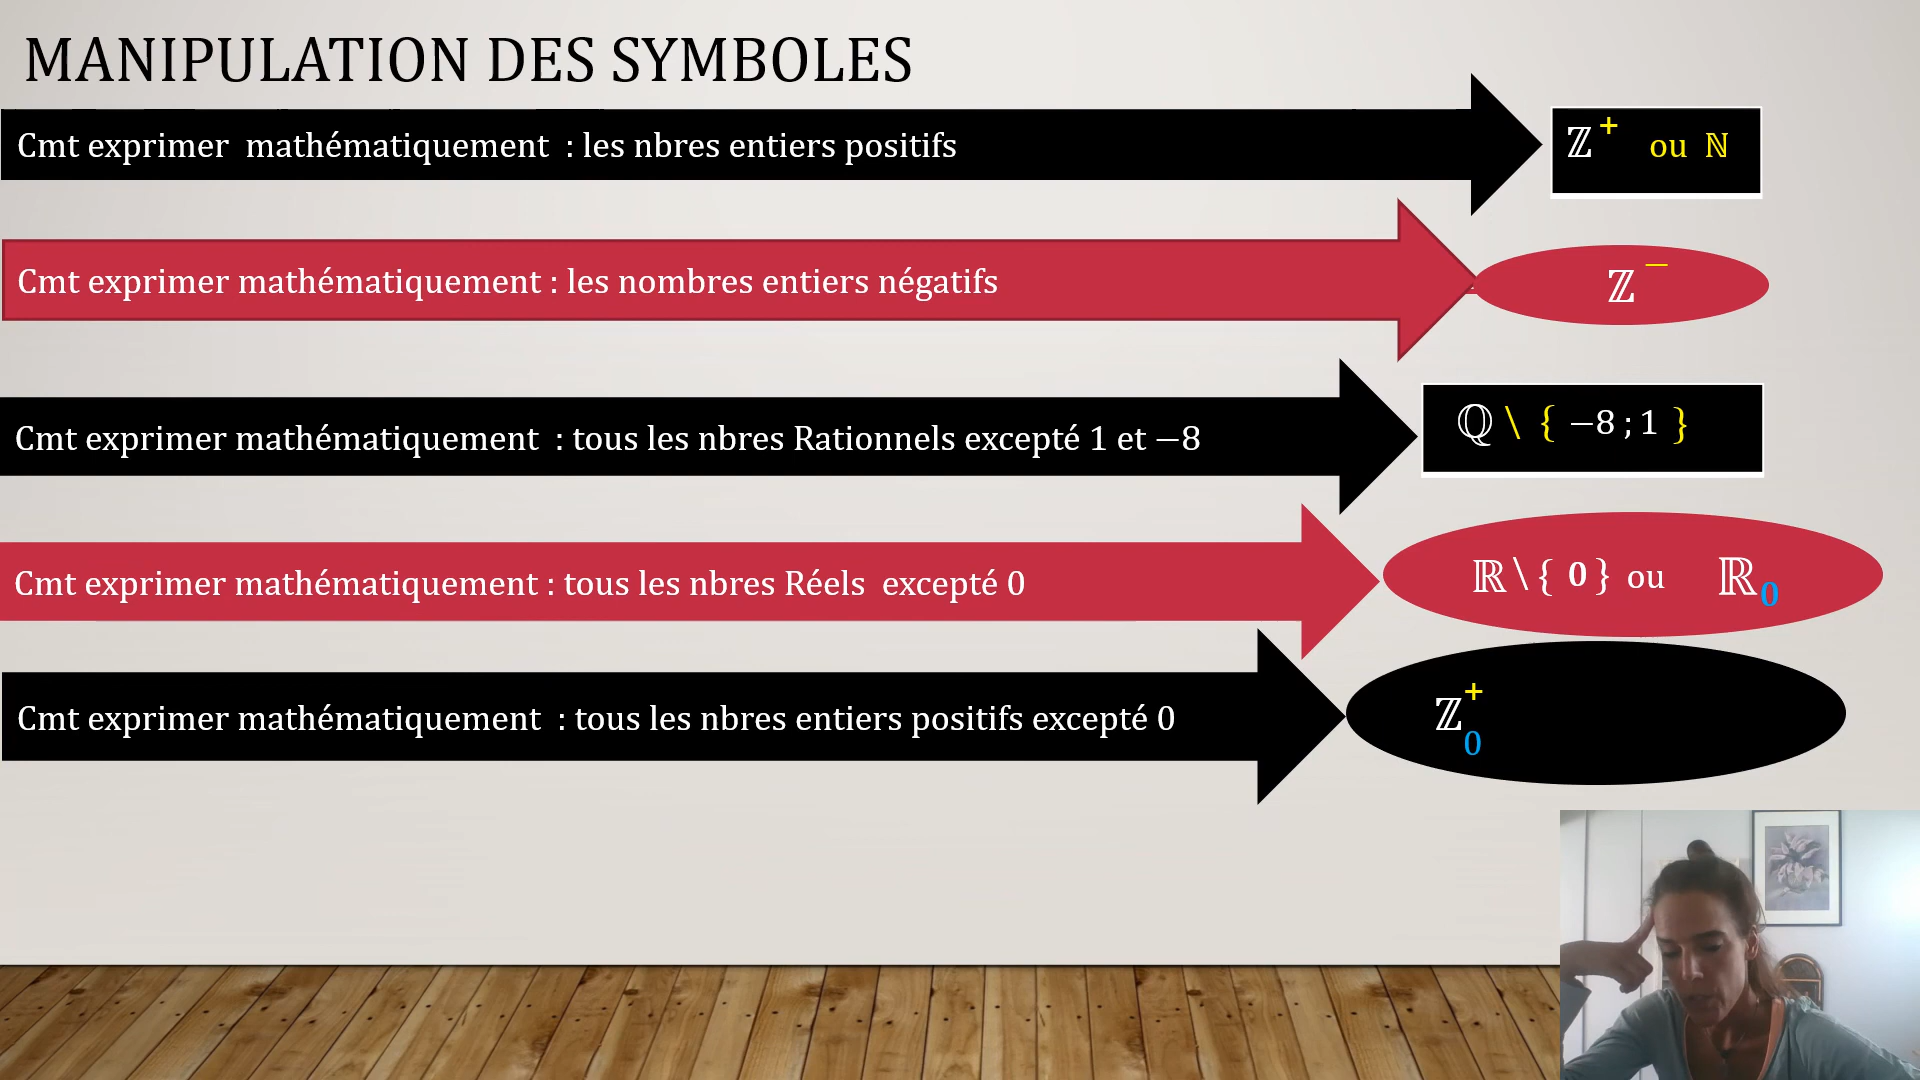 MANIPULATION DES SYMBOLES
Cmt exprimer mathématiquement : les nbres entiers positifs
ℤ⁺ ou ℕ
Cmt exprimer mathématiquement : les nombres entiers négatifs
ℤ⁻
Cmt exprimer mathématiquement : tous les nbres Rationnels excepté 1 et −8
ℚ \ { −8 ; 1 }
Cmt exprimer mathématiquement : tous les nbres Réels excepté 0
ℝ \ { 0 } ou ℝ₀
Cmt exprimer mathématiquement : tous les nbres entiers positifs excepté 0
ℤ₀⁺